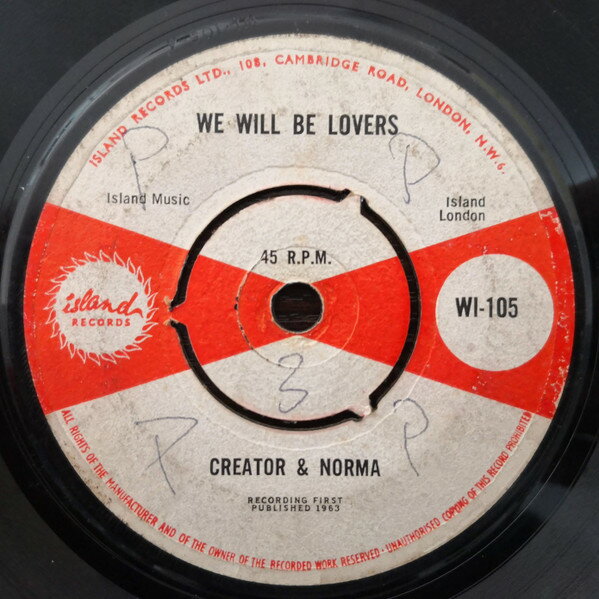 ISLAND RECORDS LTD., 108, CAMBRIDGE ROAD, LONDON, N.W.6.
WE WILL BE LOVERS
P
P
Island Music
Island
London
45 R.P.M.
island
RECORDS
WI-105
3
P
P
CREATOR & NORMA
RECORDING FIRST
PUBLISHED 1963
ALL RIGHTS OF THE MANUFACTURER AND OF THE OWNER OF THE RECORDED WORK RESERVED · UNAUTHORISED COPYING OF THIS RECORD PROHIBITED